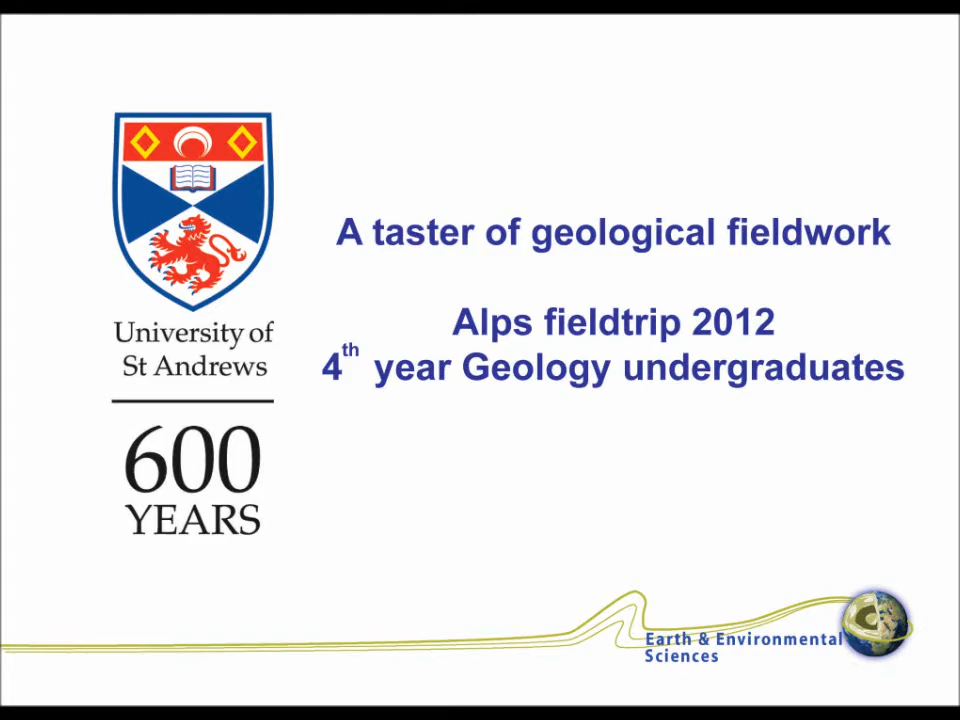 A taster of geological fieldwork
Alps fieldtrip 2012
4th year Geology undergraduates
University of
St Andrews
600
YEARS
Earth & Environmental
Sciences